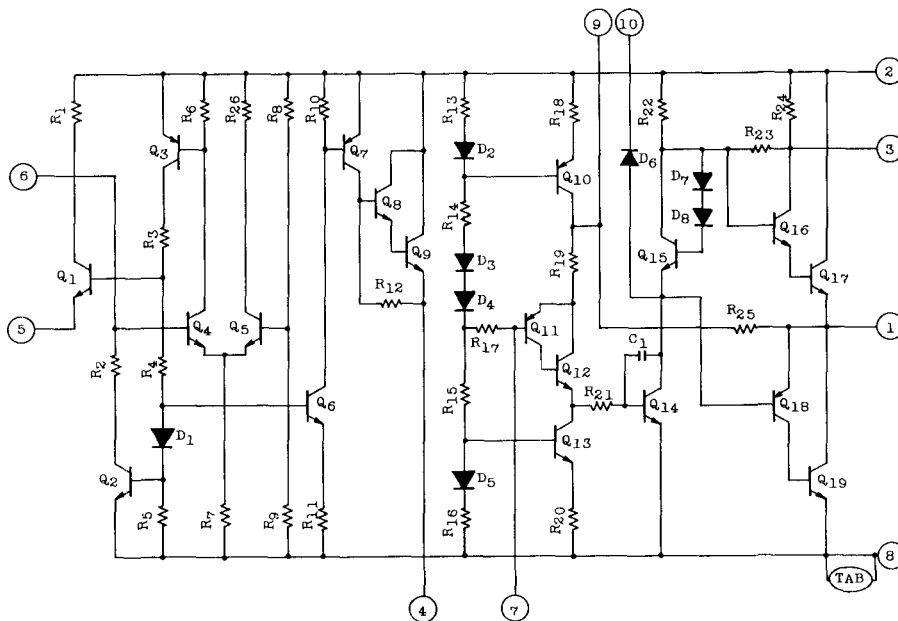 9
10
2
R1
R6
R26
R8
R10
R13
R18
R22
R24
R23
3
Q3
Q7
D2
D6
D7
6
Q8
Q10
D8
Q16
R14
R3
Q9
Q15
Q1
D3
R19
Q17
R12
D4
5
Q4
Q5
Q11
R25
1
R17
C1
R2
R4
Q12
R15
R21
Q6
Q14
Q18
D1
Q13
Q2
D5
Q19
R5
R7
R9
R11
R16
R20
8
TAB
4
7